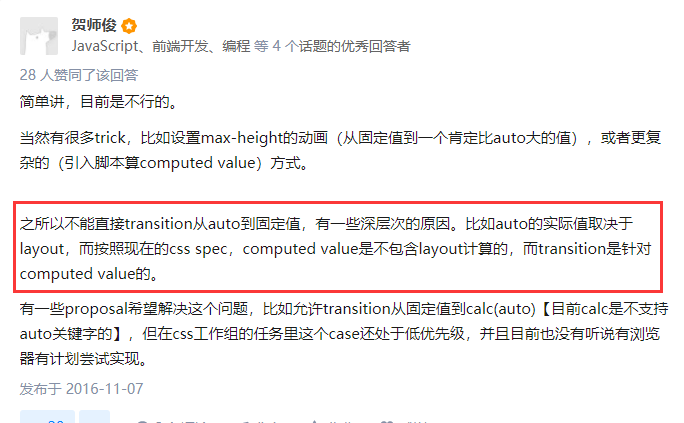 贺师俊
JavaScript、前端开发、编程 等 4 个话题的优秀回答者
28 人赞同了该回答
简单讲，目前是不行的。
当然有很多trick，比如设置max-height的动画（从固定值到一个肯定比auto大的值），或者更复
杂的（引入脚本算computed value）方式。
之所以不能直接transition从auto到固定值，有一些深层次的原因。比如auto的实际值取决于
layout，而按照现在的css spec，computed value是不包含layout计算的，而transition是针对
computed value的。
有一些proposal希望解决这个问题，比如允许transition从固定值到calc(auto)【目前calc是不支持
auto关键字的】，但在css工作组的任务里这个case还处于低优先级，并且目前也没有听说有浏览
器有计划尝试实现。
发布于 2016-11-07